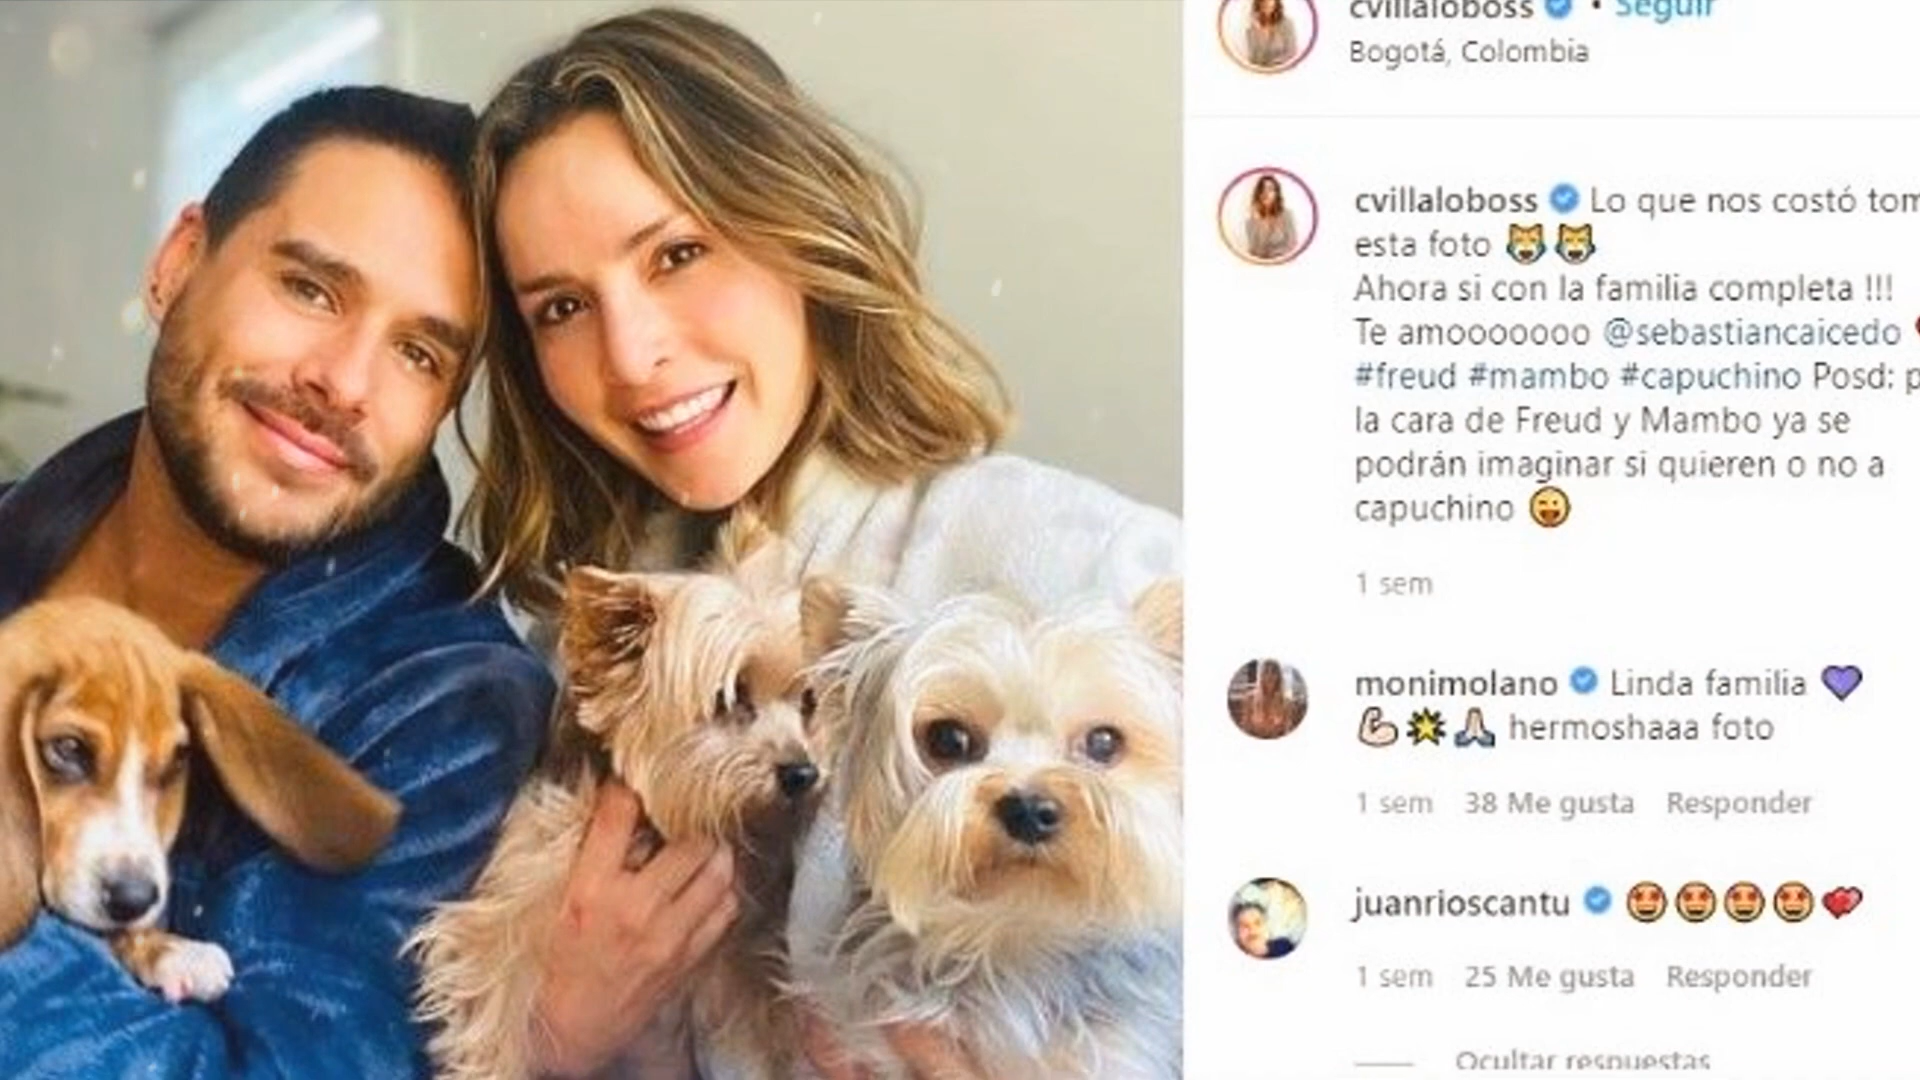 cvillaloboss • Seguir
Bogotá, Colombia
cvillaloboss Lo que nos costó tom
esta foto 😹😹
Ahora si con la familia completa !!!
Te amooooooo @sebastiancaicedo
#freud #mambo #capuchino Posd: p
la cara de Freud y Mambo ya se
podrán imaginar si quieren o no a
capuchino 😜
1 sem
monimolano Linda familia 💜
💪🌟🙏 hermoshaaa foto
1 sem 38 Me gusta Responder
juanrioscantu 🤩🤩🤩🤩💕
1 sem 25 Me gusta Responder
Ocultar respuestas